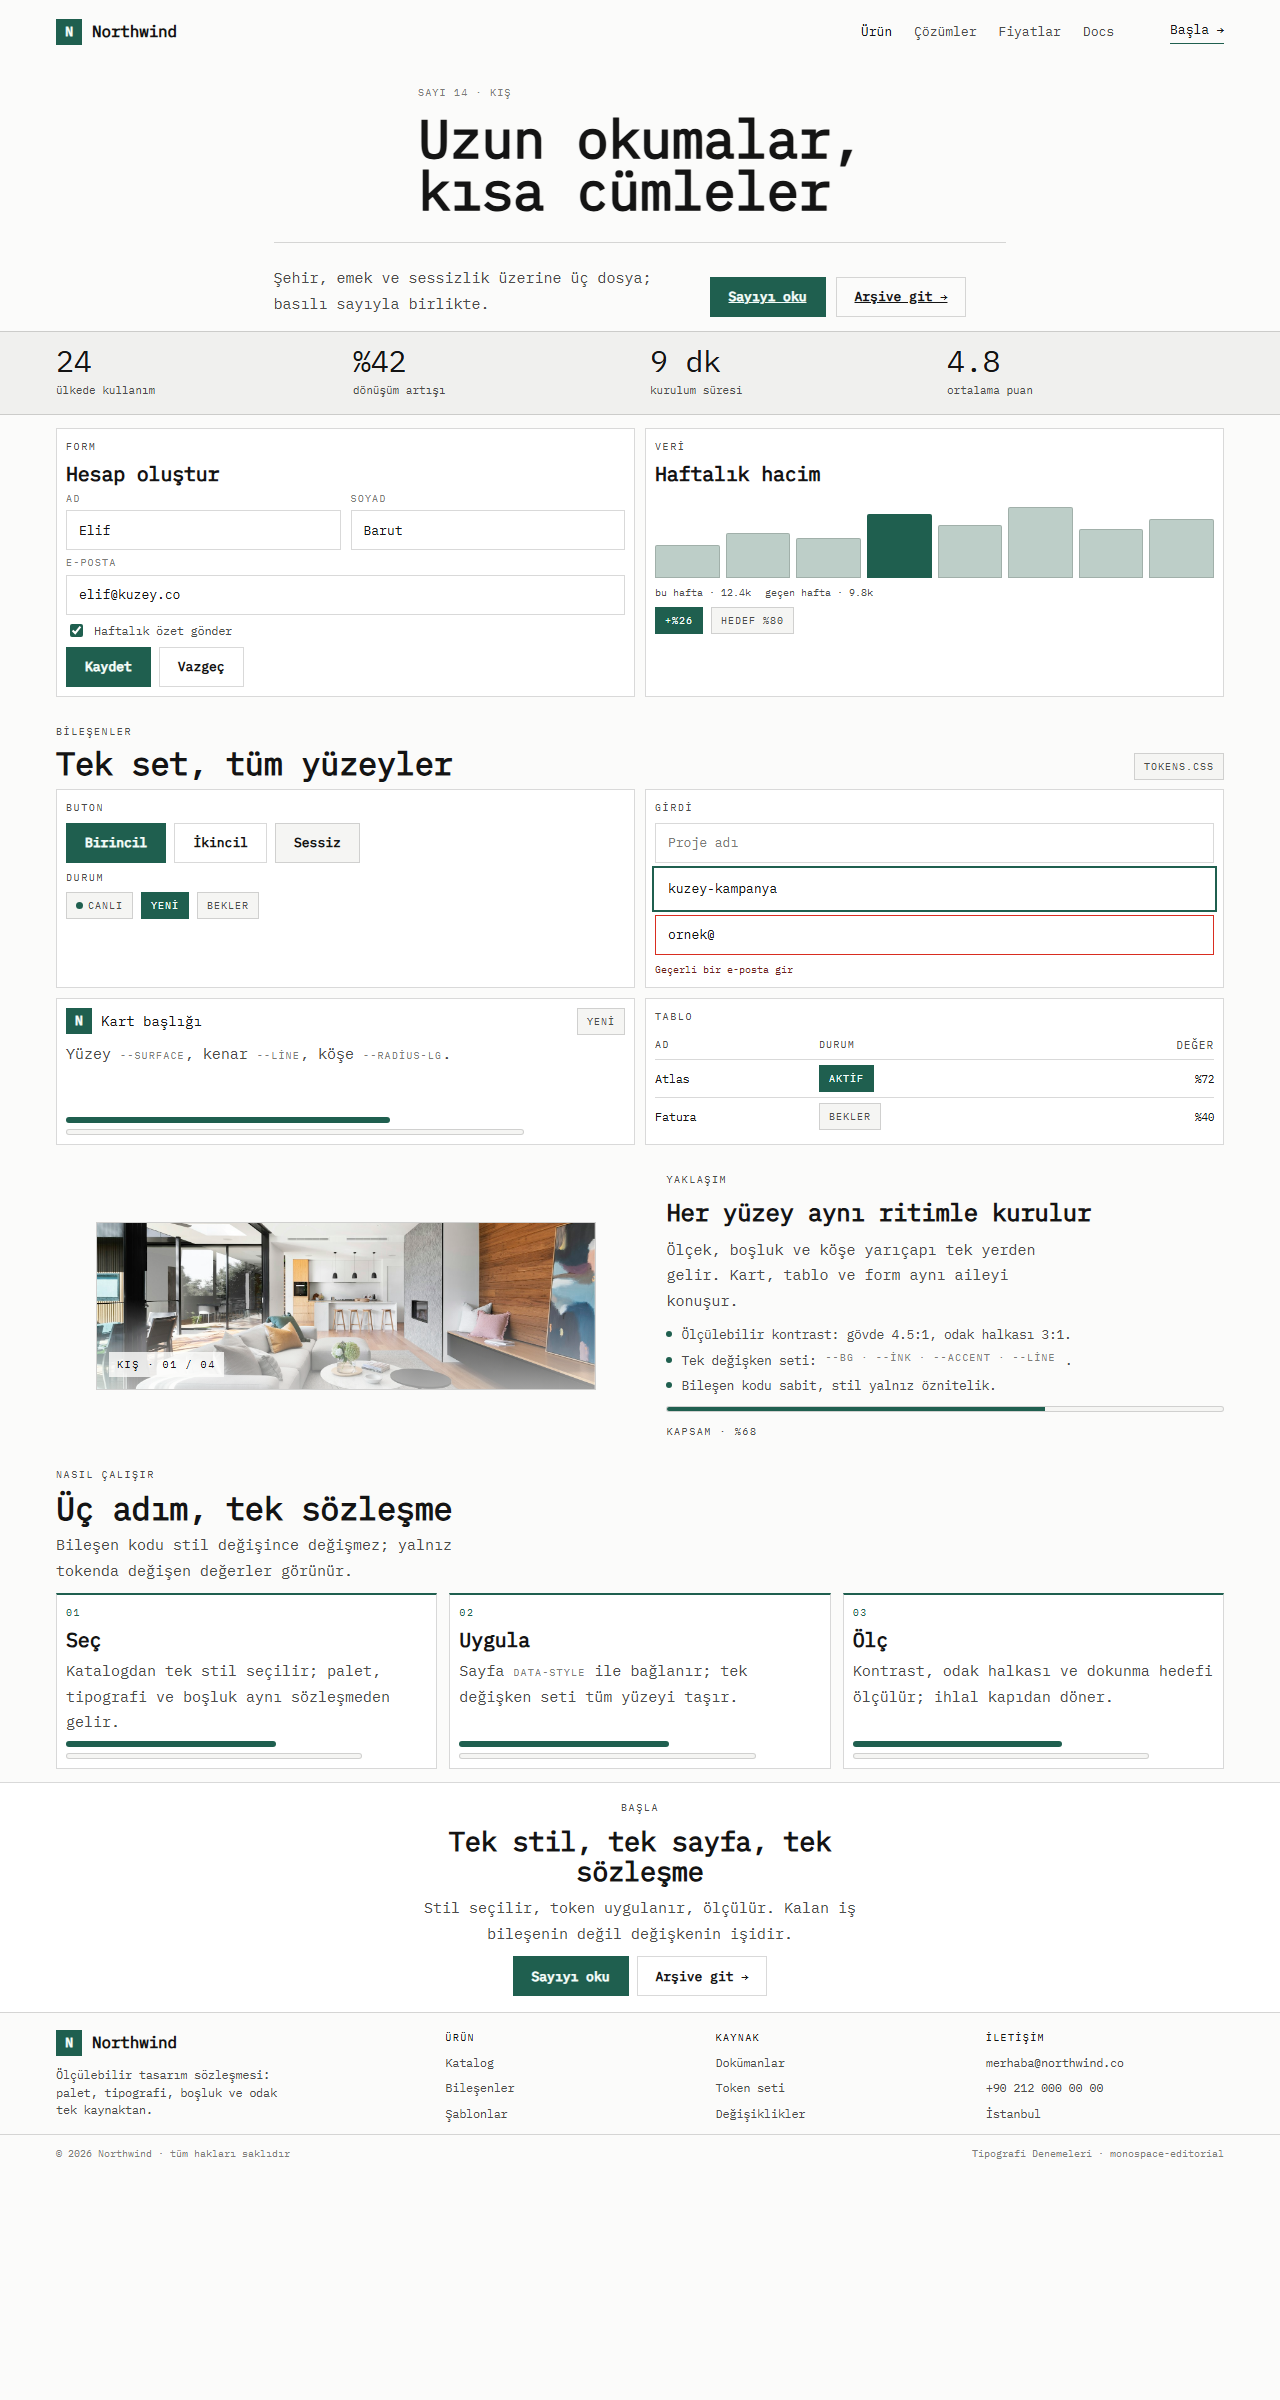 N Northwind
Ürün Çözümler Fiyatlar Docs Başla →
SAYI 14 · KIŞ
Uzun okumalar,
kısa cümleler
Şehir, emek ve sessizlik üzerine üç dosya;
basılı sayıyla birlikte.
Sayıyı oku Arşive git →
24 %42 9 dk 4.8
ülkede kullanım dönüşüm artışı kurulum süresi ortalama puan
FORM
Hesap oluştur
AD SOYAD
Elif Barut
E-POSTA
elif@kuzey.co
Haftalık özet gönder
Kaydet Vazgeç
VERİ
Haftalık hacim
bu hafta · 12.4k geçen hafta · 9.8k
+%26 HEDEF %80
BİLEŞENLER
Tek set, tüm yüzeyler
TOKENS.CSS
BUTON
Birincil İkincil Sessiz
DURUM
CANLI YENİ BEKLER
GİRDİ
Proje adı
kuzey-kampanya
ornek@
Geçerli bir e-posta gir
N Kart başlığı YENİ
Yüzey --SURFACE, kenar --LİNE, köşe --RADİUS-LG.
TABLO
AD DURUM DEĞER
Atlas AKTİF %72
Fatura BEKLER %40
KIŞ · 01 / 04
YAKLAŞIM
Her yüzey aynı ritimle kurulur
Ölçek, boşluk ve köşe yarıçapı tek yerden
gelir. Kart, tablo ve form aynı aileyi
konuşur.
Ölçülebilir kontrast: gövde 4.5:1, odak halkası 3:1.
Tek değişken seti: --BG · --İNK · --ACCENT · --LİNE .
Bileşen kodu sabit, stil yalnız öznitelik.
KAPSAM · %68
NASIL ÇALIŞIR
Üç adım, tek sözleşme
Bileşen kodu stil değişince değişmez; yalnız
tokenda değişen değerler görünür.
01
Seç
Katalogdan tek stil seçilir; palet,
tipografi ve boşluk aynı sözleşmeden
gelir.
02
Uygula
Sayfa DATA-STYLE ile bağlanır; tek
değişken seti tüm yüzeyi taşır.
03
Ölç
Kontrast, odak halkası ve dokunma hedefi
ölçülür; ihlal kapıdan döner.
BAŞLA
Tek stil, tek sayfa, tek
sözleşme
Stil seçilir, token uygulanır, ölçülür. Kalan iş
bileşenin değil değişkenin işidir.
Sayıyı oku Arşive git →
N Northwind
Ölçülebilir tasarım sözleşmesi:
palet, tipografi, boşluk ve odak
tek kaynaktan.
ÜRÜN
Katalog
Bileşenler
Şablonlar
KAYNAK
Dokümanlar
Token seti
Değişiklikler
İLETİŞİM
merhaba@northwind.co
+90 212 000 00 00
İstanbul
© 2026 Northwind · tüm hakları saklıdır
Tipografi Denemeleri · monospace-editorial